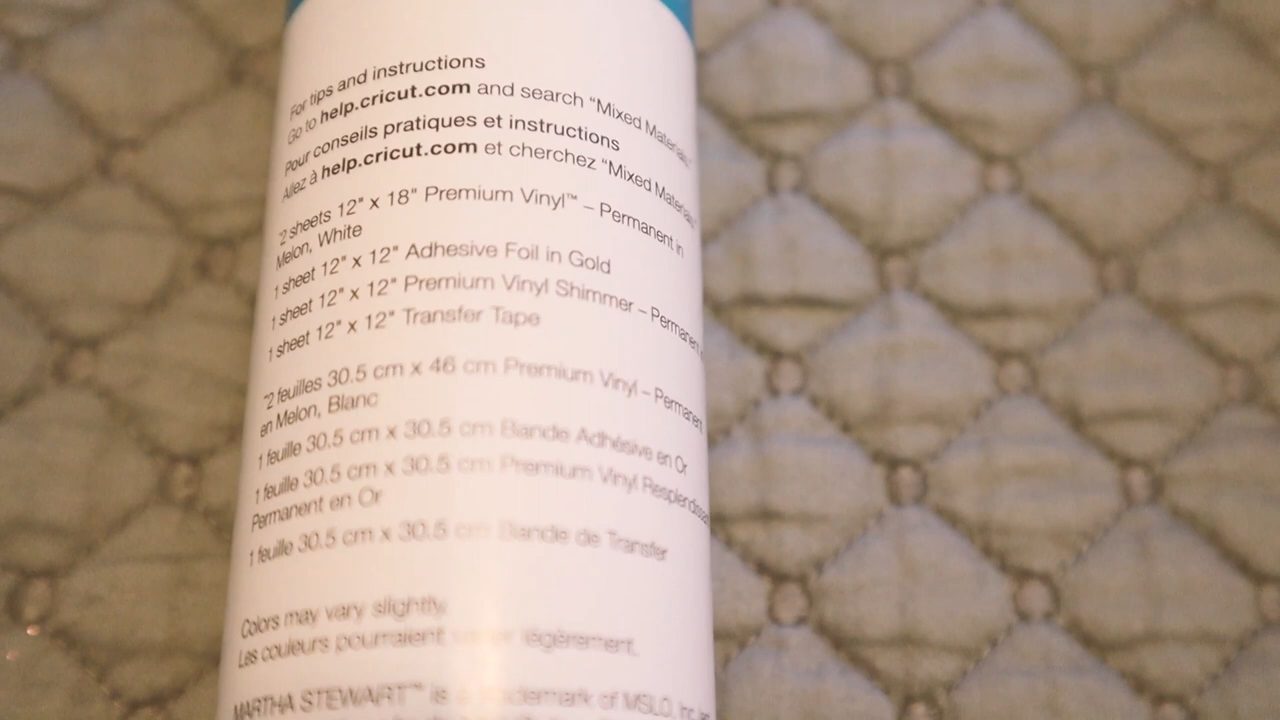 For tips and instructions
Go to help.cricut.com and search “Mixed Materials.”
Pour conseils pratiques et instructions
Allez à help.cricut.com et cherchez “Mixed Materials.”
*2 sheets 12" x 18" Premium Vinyl™ – Permanent in
Melon, White
1 sheet 12" x 12" Adhesive Foil in Gold
1 sheet 12" x 12" Premium Vinyl Shimmer – Permanent
1 sheet 12" x 12" Transfer Tape
*2 feuilles 30.5 cm x 46 cm Premium Vinyl – Permanent
en Melon, Blanc
1 feuille 30.5 cm x 30.5 cm Bande Adhésive en Or
1 feuille 30.5 cm x 30.5 cm Premium Vinyl
Permanent en Or
1 feuille 30.5 cm x 30.5 cm Bande de Transfer
Colors may vary slightly.
Les couleurs pourraient varier légèrement.
MARTHA STEWART™ is a trademark of MSLO, Inc.